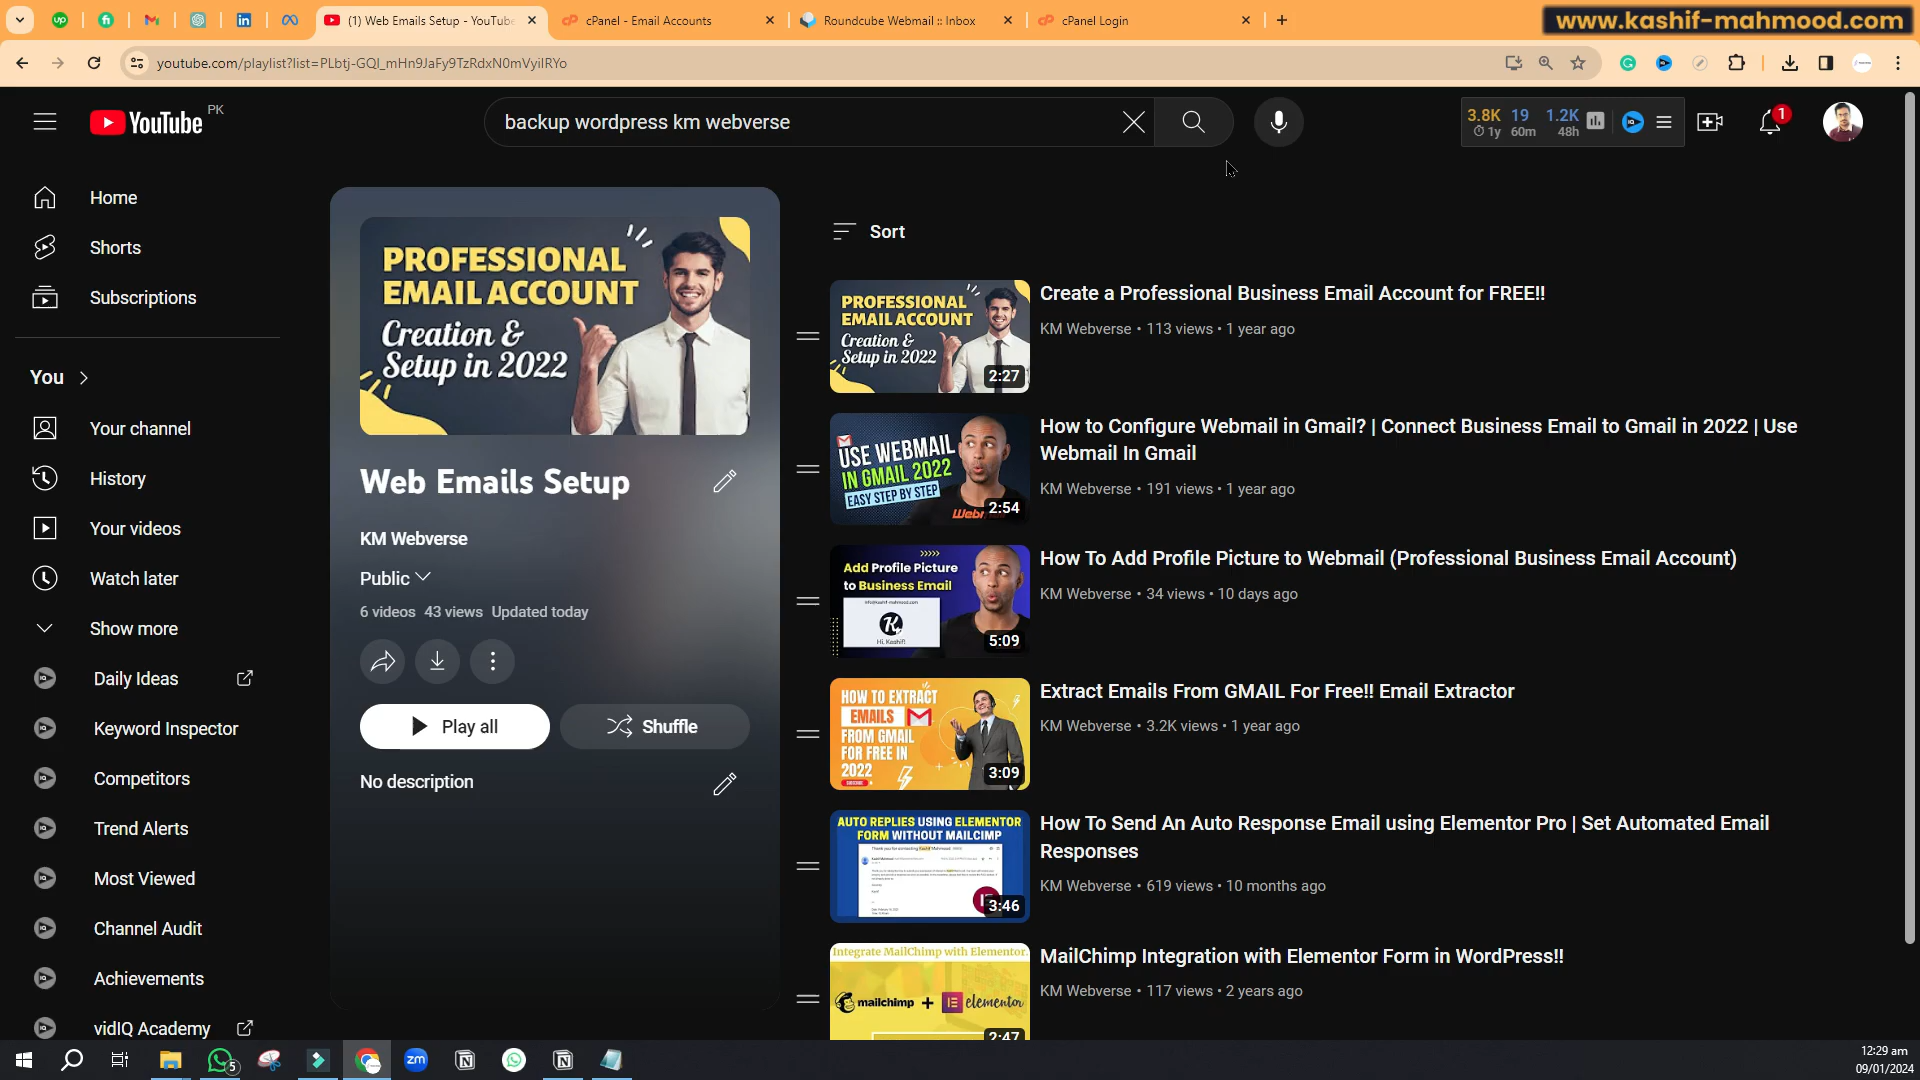 (1) Web Emails Setup - YouTube
cPanel - Email Accounts
Roundcube Webmail :: Inbox
cPanel Login
www.kashif-mahmood.com
youtube.com/playlist?list=PLbtj-GQI_mHn9JaFy9TzRdxN0mVyilRYo
YouTube PK
backup wordpress km webverse
3.8K 19 1.2K
1y 60m 48h
1
Home
Shorts
Subscriptions
You
Your channel
History
Your videos
Watch later
Show more
Daily Ideas
Keyword Inspector
Competitors
Trend Alerts
Most Viewed
Channel Audit
Achievements
vidIQ Academy
PROFESSIONAL
EMAIL ACCOUNT
Creation &
Setup in 2022
Web Emails Setup
KM Webverse
Public
6 videos 43 views Updated today
Play all
Shuffle
No description
Sort
PROFESSIONAL
EMAIL ACCOUNT
Creation &
Setup in 2022
2:27
Create a Professional Business Email Account for FREE!!
KM Webverse • 113 views • 1 year ago
USE WEBMAIL
IN GMAIL 2022
EASY STEP BY STEP
2:54
How to Configure Webmail in Gmail? | Connect Business Email to Gmail in 2022 | Use
Webmail In Gmail
KM Webverse • 191 views • 1 year ago
Add Profile Picture
to Business Email
Hi, Kashif!
5:09
How To Add Profile Picture to Webmail (Professional Business Email Account)
KM Webverse • 34 views • 10 days ago
HOW TO EXTRACT
EMAILS
FROM GMAIL
FOR FREE IN
2022
3:09
Extract Emails From GMAIL For Free!! Email Extractor
KM Webverse • 3.2K views • 1 year ago
AUTO REPLIES USING ELEMENTOR
FORM WITHOUT MAILCIMP
3:46
How To Send An Auto Response Email using Elementor Pro | Set Automated Email
Responses
KM Webverse • 619 views • 10 months ago
Integrate MailChimp with Elementor
mailchimp + elementor
2:47
MailChimp Integration with Elementor Form in WordPress!!
KM Webverse • 117 views • 2 years ago
5
zm
12:29 am
09/01/2024